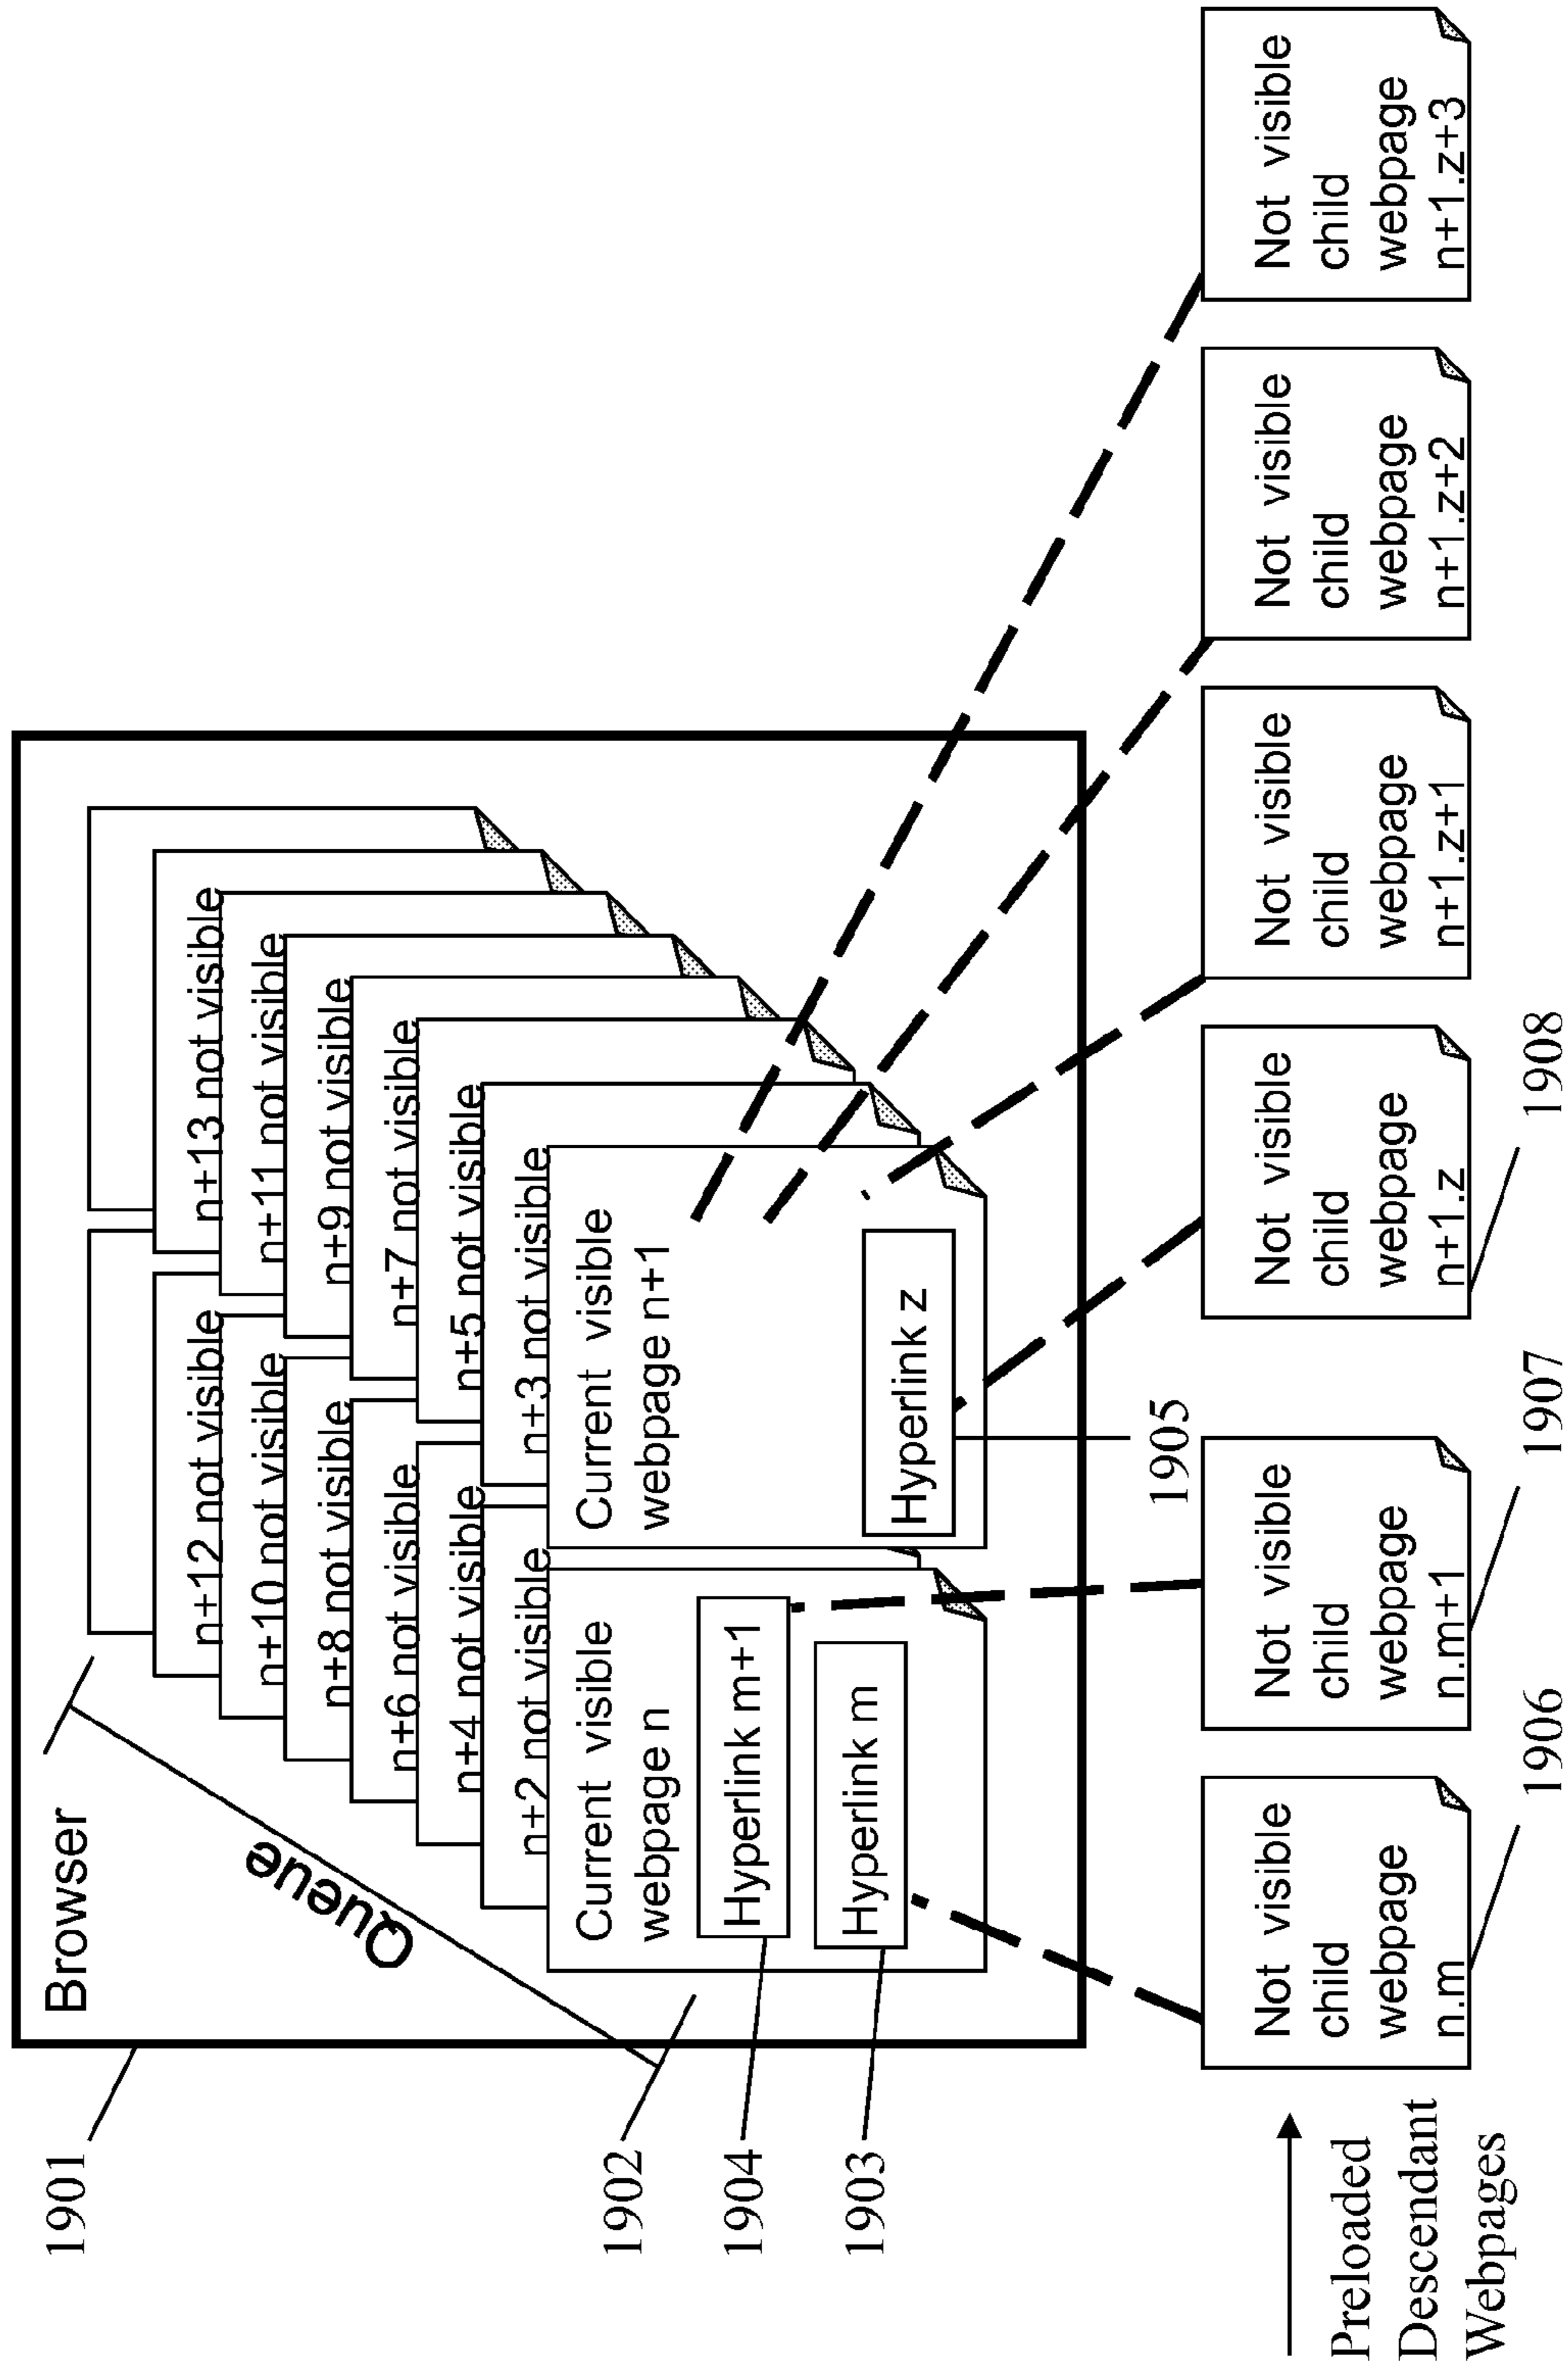 1901
Browser
Queue
1902
1904
1903
n+12 not visible
n+13 not visible
n+10 not visible
n+11 not visible
n+8 not visible
n+9 not visible
n+6 not visible
n+7 not visible
n+4 not visible
n+5 not visible
n+2 not visible
n+3 not visible
Current visible
webpage n
Hyperlink m+1
Hyperlink m
Current visible
webpage n+1
Hyperlink z
1905
Preloaded
Descendant
Webpages
Not visible
child
webpage
n.m
1906
Not visible
child
webpage
n.m+1
1907
Not visible
child
webpage
n+1.z
1908
Not visible
child
webpage
n+1.z+1
Not visible
child
webpage
n+1.z+2
Not visible
child
webpage
n+1.z+3